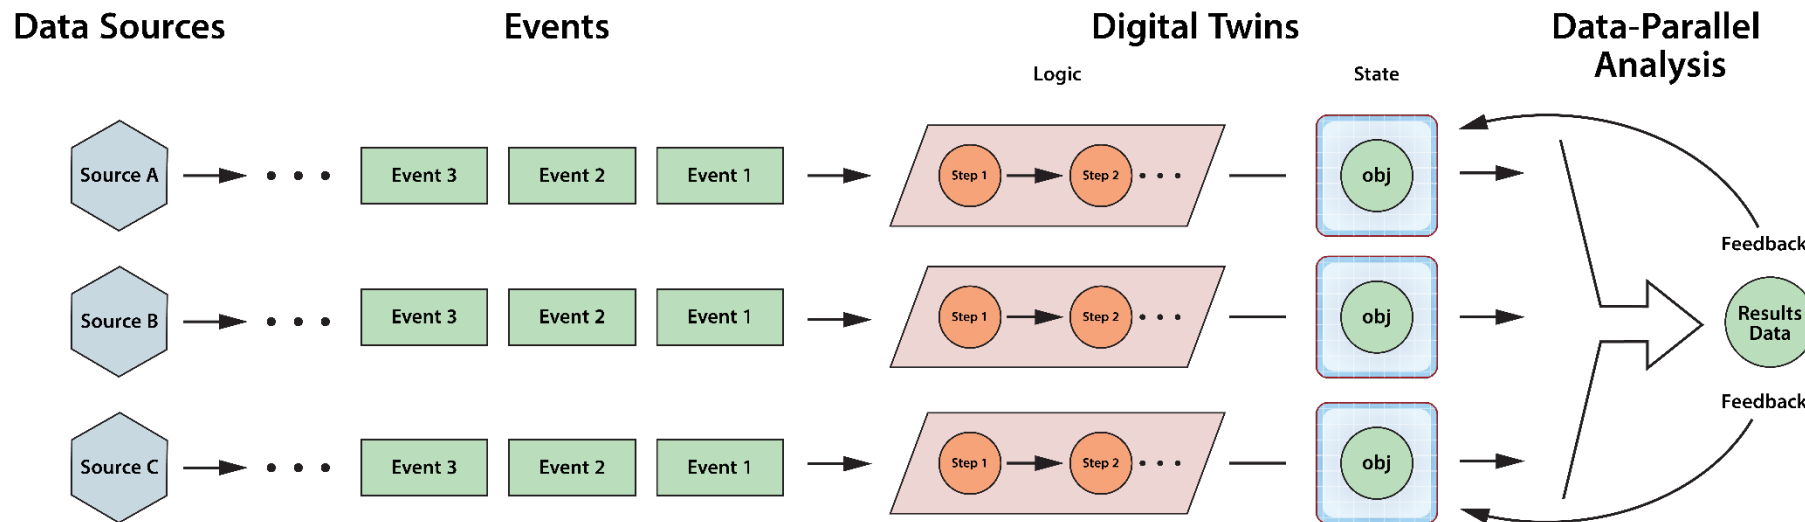 Data Sources
Events
Digital Twins
Data-Parallel
Analysis
Logic
State
Source A
Event 3
Event 2
Event 1
Step 1
Step 2
obj
Feedback
Source B
Event 3
Event 2
Event 1
Step 1
Step 2
obj
Results
Data
Feedback
Source C
Event 3
Event 2
Event 1
Step 1
Step 2
obj